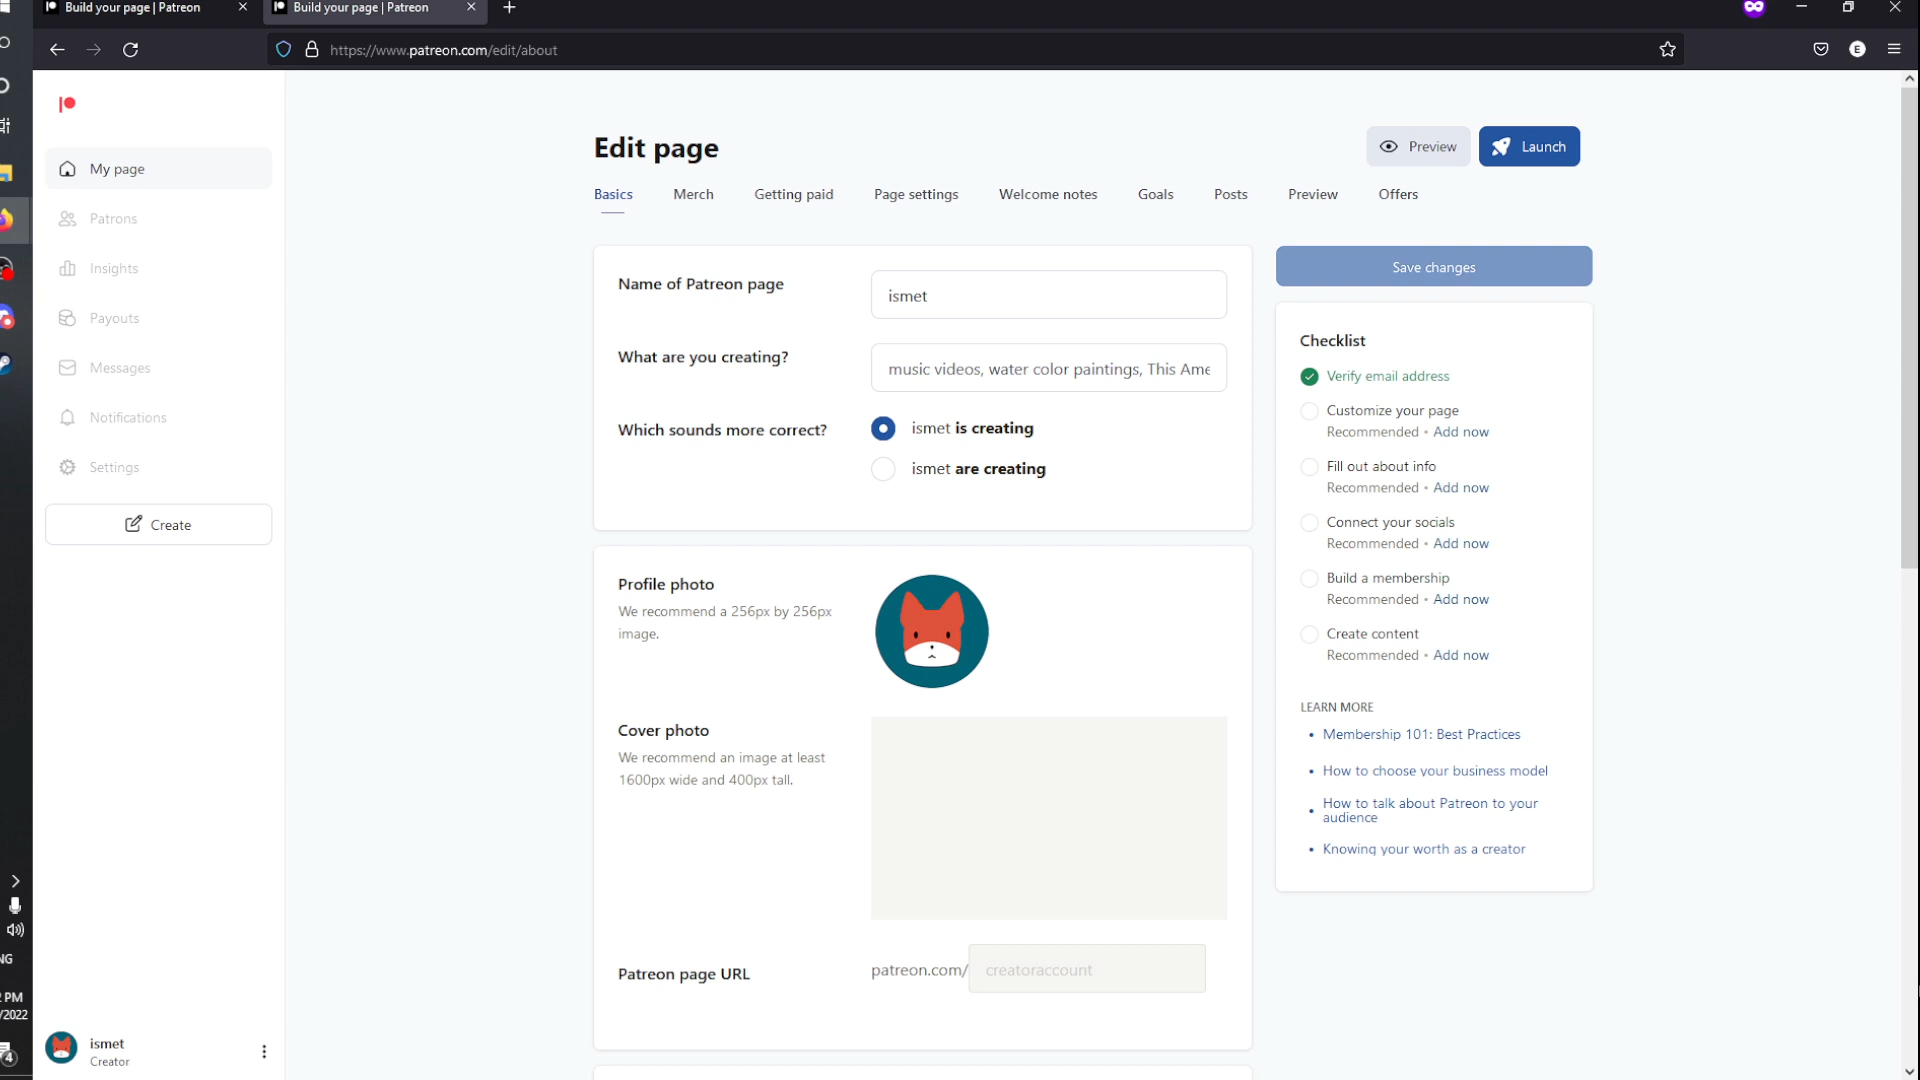 Build your page | Patreon
Build your page | Patreon
https://www.patreon.com/edit/about
E
My page
Patrons
Insights
Payouts
Messages
Notifications
Settings
Create
Edit page
Preview
Launch
Basics Merch Getting paid Page settings Welcome notes Goals Posts Preview Offers
Name of Patreon page
ismet
What are you creating?
music videos, water color paintings, This Ame
Which sounds more correct?
ismet is creating
ismet are creating
Profile photo
We recommend a 256px by 256px
image.
Cover photo
We recommend an image at least
1600px wide and 400px tall.
Patreon page URL
patreon.com/
creatoraccount
Save changes
Checklist
Verify email address
Customize your page
Recommended • Add now
Fill out about info
Recommended • Add now
Connect your socials
Recommended • Add now
Build a membership
Recommended • Add now
Create content
Recommended • Add now
LEARN MORE
• Membership 101: Best Practices
• How to choose your business model
• How to talk about Patreon to your
audience
• Knowing your worth as a creator
NG
PM
/2022
4
ismet
Creator